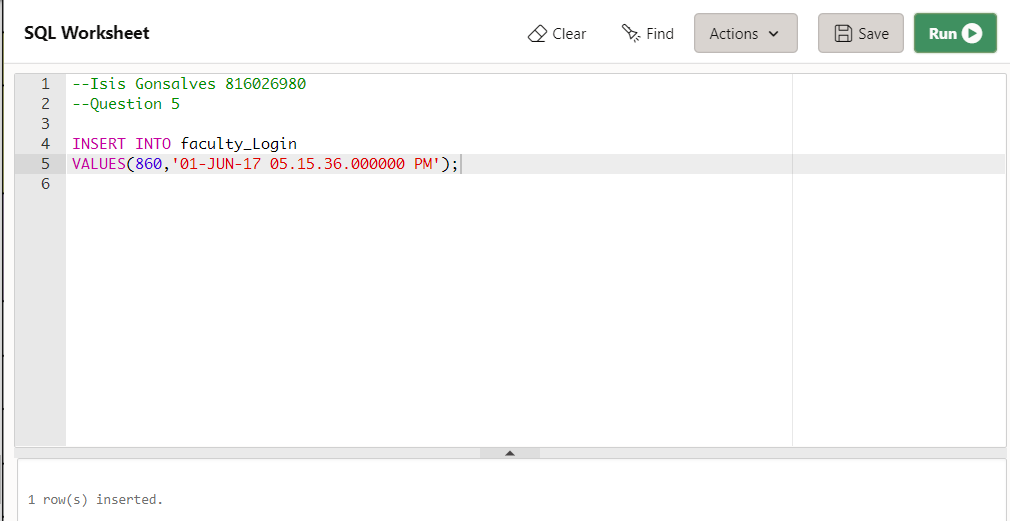 SQL Worksheet
Clear
Find
Actions
Save
Run
1 --Isis Gonsalves 816026980
2 --Question 5
3
4 INSERT INTO faculty_Login
5 VALUES(860,'01-JUN-17 05.15.36.000000 PM');
6
1 row(s) inserted.